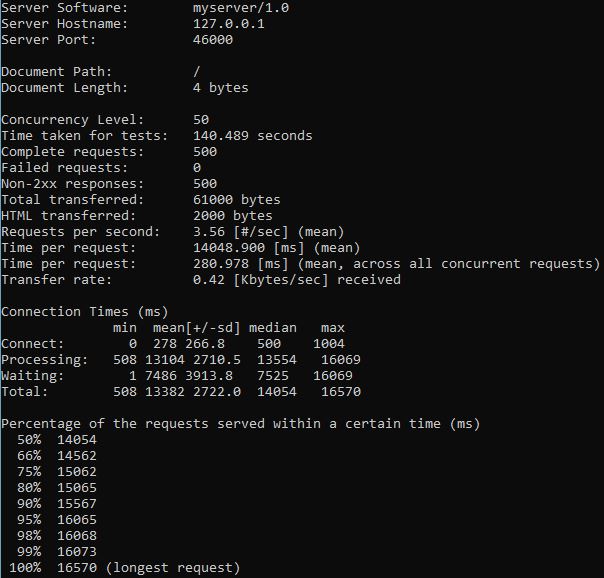 Server Software:        myserver/1.0
Server Hostname:        127.0.0.1
Server Port:            46000

Document Path:          /
Document Length:        4 bytes

Concurrency Level:      50
Time taken for tests:   140.489 seconds
Complete requests:      500
Failed requests:        0
Non-2xx responses:      500
Total transferred:      61000 bytes
HTML transferred:       2000 bytes
Requests per second:    3.56 [#/sec] (mean)
Time per request:       14048.900 [ms] (mean)
Time per request:       280.978 [ms] (mean, across all concurrent requests)
Transfer rate:          0.42 [Kbytes/sec] received

Connection Times (ms)
              min  mean[+/-sd] median   max
Connect:        0  278 266.8    500    1004
Processing:   508 13104 2710.5  13554   16069
Waiting:        1 7486 3913.8   7525   16069
Total:        508 13382 2722.0  14054   16570

Percentage of the requests served within a certain time (ms)
  50%  14054
  66%  14562
  75%  15062
  80%  15065
  90%  15567
  95%  16065
  98%  16068
  99%  16073
 100%  16570 (longest request)